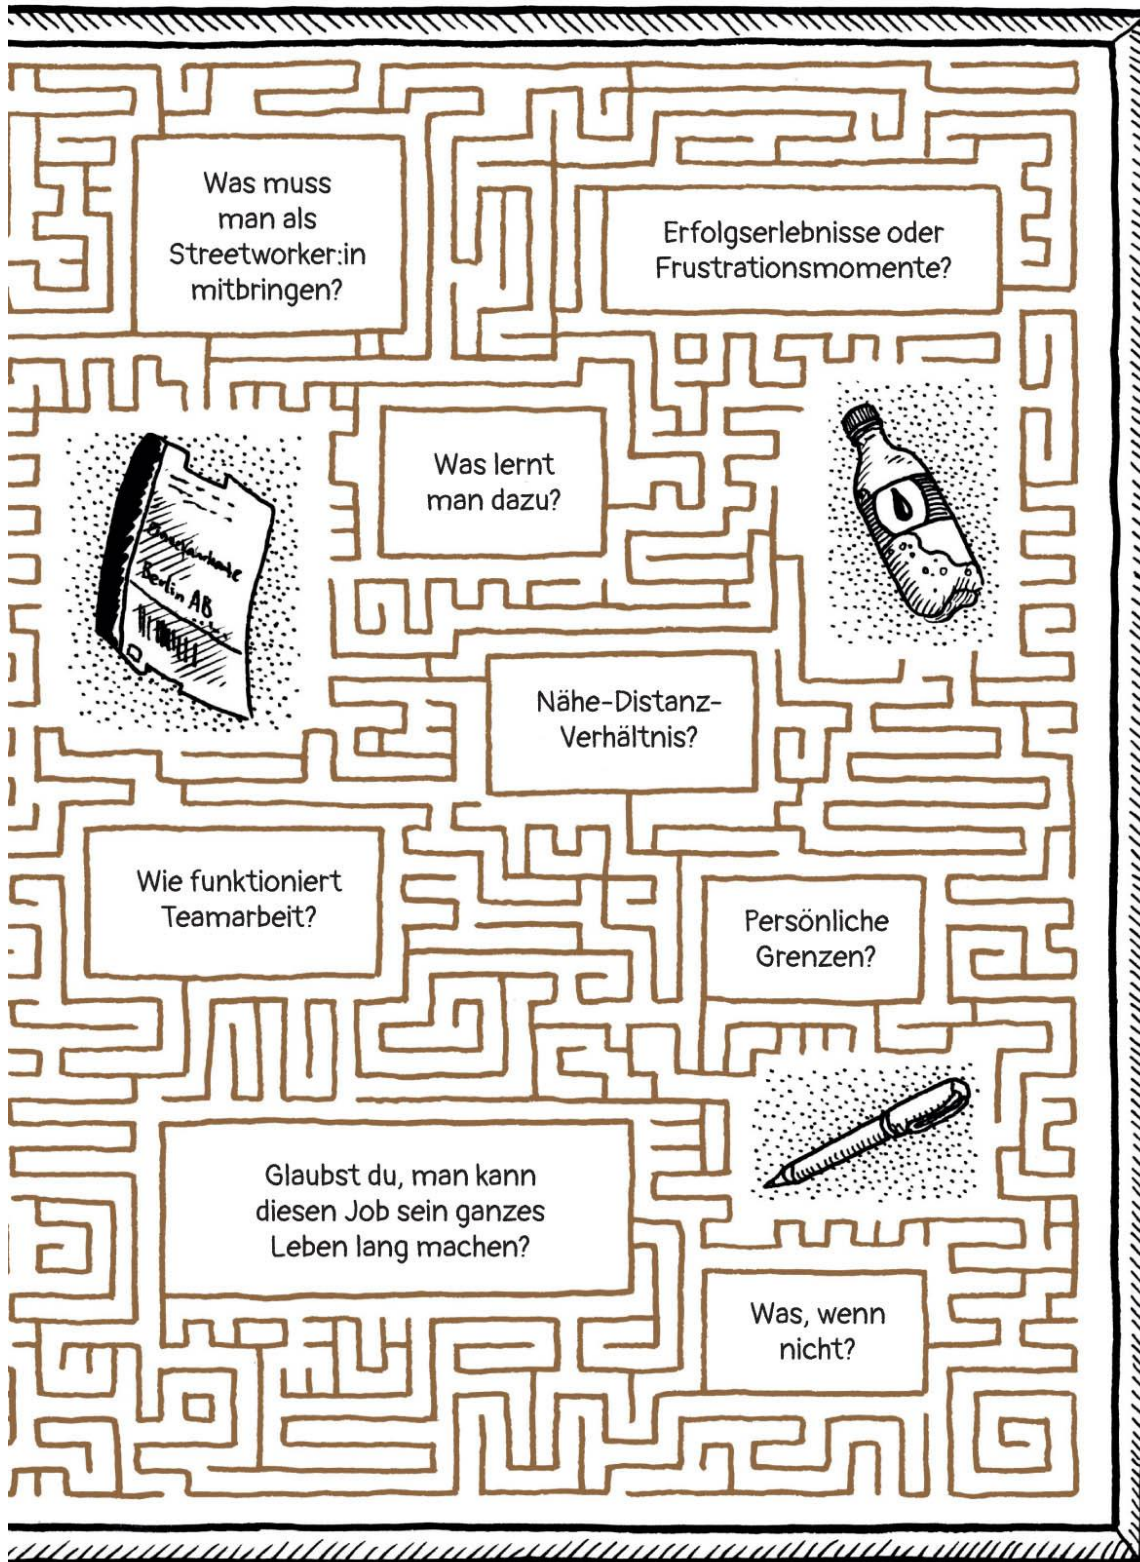 Was muss
man als
Streetworker:in
mitbringen?
Erfolgserlebnisse oder
Frustrationsmomente?
Was lernt
man dazu?
Berlin AB
Nähe-Distanz-
Verhältnis?
Wie funktioniert
Teamarbeit?
Persönliche
Grenzen?
Glaubst du, man kann
diesen Job sein ganzes
Leben lang machen?
Was, wenn
nicht?